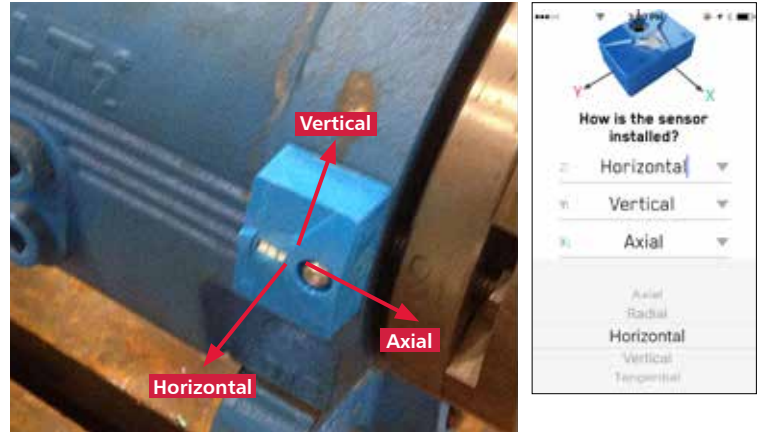 Vertical
Axial
Horizontal
Y
X
How is the sensor
installed?
Horizontal
Vertical
Axial
Axial
Radial
Horizontal
Vertical
Tangential